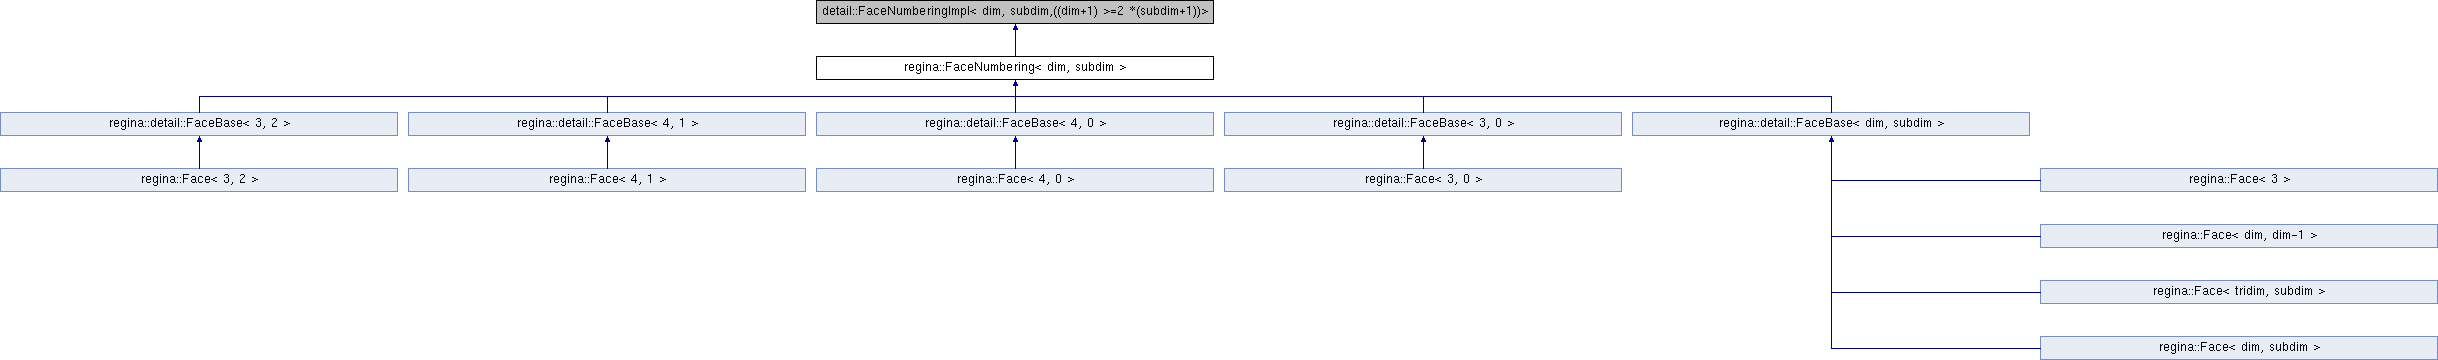 detail::FaceNumberingImpl< dim, subdim,((dim+1) >=2 *(subdim+1))>
regina::FaceNumbering< dim, subdim >
regina::detail::FaceBase< 3, 2 >
regina::detail::FaceBase< 4, 1 >
regina::detail::FaceBase< 4, 0 >
regina::detail::FaceBase< 3, 0 >
regina::detail::FaceBase< dim, subdim >
regina::Face< 3, 2 >
regina::Face< 4, 1 >
regina::Face< 4, 0 >
regina::Face< 3, 0 >
regina::Face< 3 >
regina::Face< dim, dim-1 >
regina::Face< tridim, subdim >
regina::Face< dim, subdim >